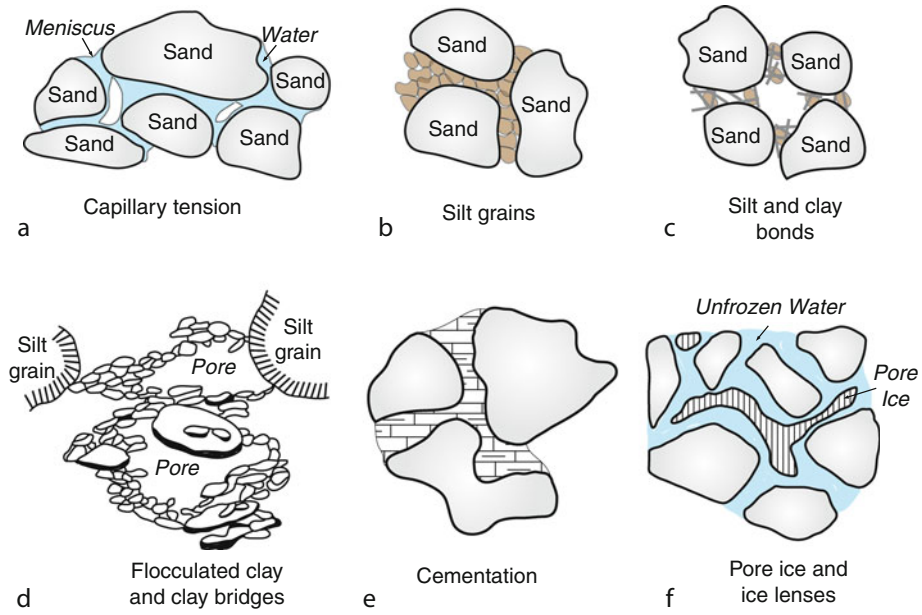 Meniscus
Water
Sand
Sand
Sand
Sand
Sand
Sand
a
Capillary tension
Sand
Sand
Sand
b
Silt grains
Sand
Sand
Sand
Sand
c
Silt and clay
bonds
Silt
grain
Silt
grain
Pore
Pore
d
Flocculated clay
and clay bridges
e
Cementation
Unfrozen Water
Pore
Ice
f
Pore ice and
ice lenses